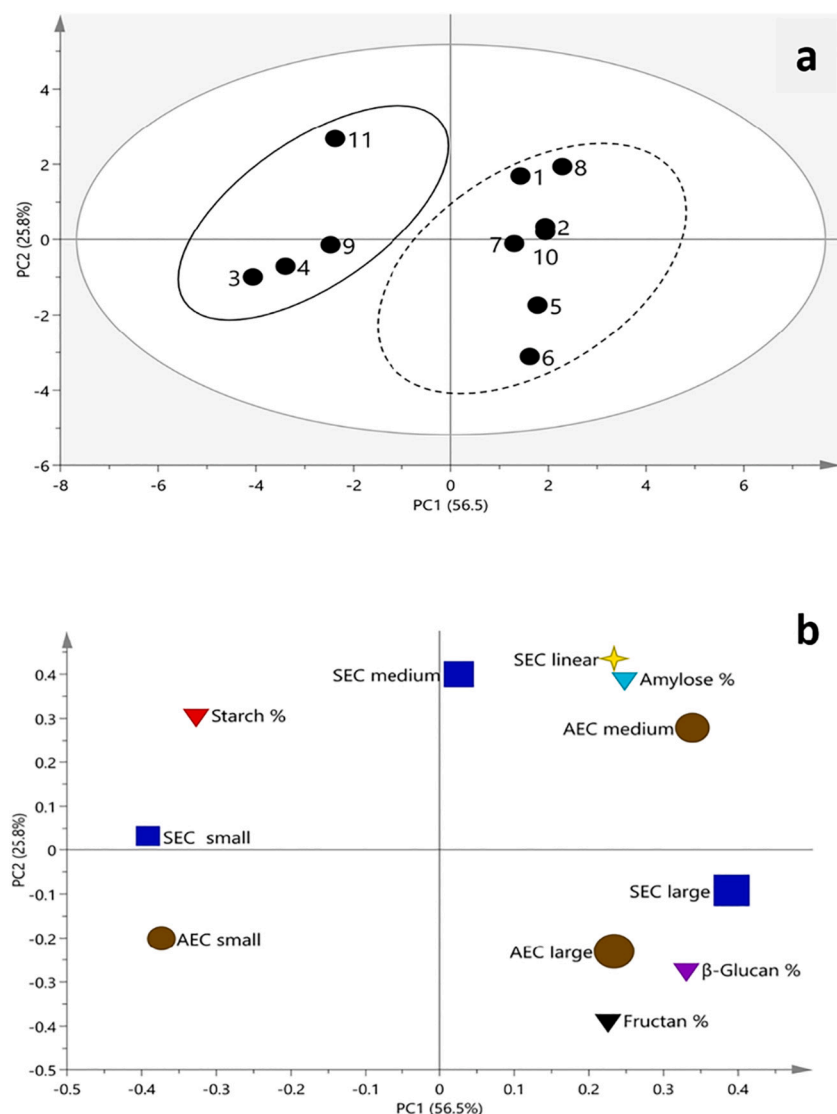 a
4
2
0
-2
-4
-6
PC2 (25.8%)
11
1
8
2
7
10
9
4
3
5
6
-8
-6
-4
-2
0
2
4
6
PC1 (56.5)
b
0.4
0.3
0.2
0.1
0
-0.1
-0.2
-0.3
-0.4
-0.5
PC2 (25.8%)
SEC linear
SEC medium
Amylose %
Starch %
AEC medium
SEC small
SEC large
AEC small
AEC large
β-Glucan %
Fructan %
-0.5
-0.4
-0.3
-0.2
-0.1
0
0.1
0.2
0.3
0.4
PC1 (56.5%)